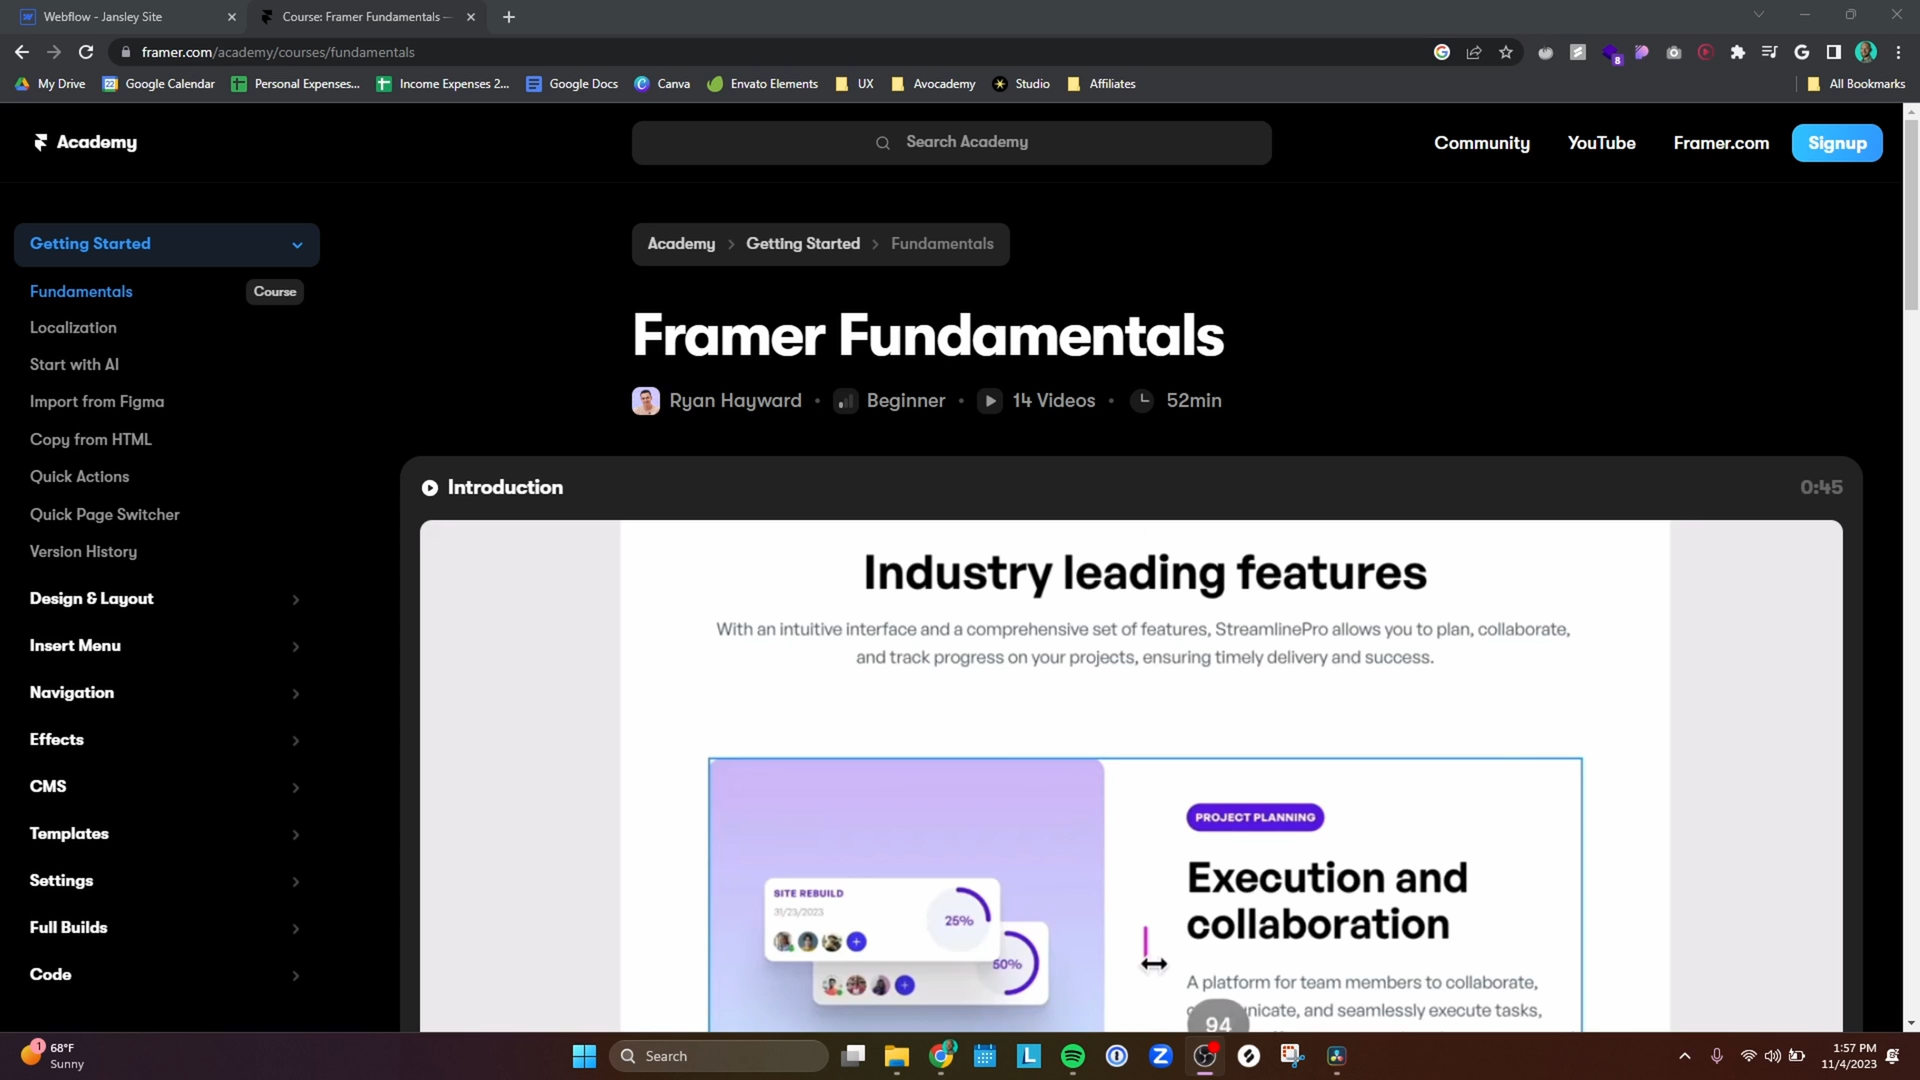 Webflow - Jansley Site
Course: Framer Fundamentals —
framer.com/academy/courses/fundamentals
8
My Drive
22
Google Calendar
Personal Expenses...
Income Expenses 2...
Google Docs
Canva
Envato Elements
UX
Avocademy
Studio
Affiliates
All Bookmarks
Academy
Search Academy
Community
YouTube
Framer.com
Signup
Getting Started
Academy > Getting Started > Fundamentals
Fundamentals
Course
Localization
Start with AI
Import from Figma
Copy from HTML
Quick Actions
Quick Page Switcher
Version History
Design & Layout
Insert Menu
Navigation
Effects
CMS
Templates
Settings
Full Builds
Code
Framer Fundamentals
Ryan Hayward • Beginner • 14 Videos • 52min
Introduction
0:45
Industry leading features
With an intuitive interface and a comprehensive set of features, StreamlinePro allows you to plan, collaborate,
and track progress on your projects, ensuring timely delivery and success.
SITE REBUILD
31/23/2023
25%
50%
PROJECT PLANNING
Execution and
collaboration
A platform for team members to collaborate,
nicate, and seamlessly execute tasks,
94
1
68°F
Sunny
Search
1:57 PM
11/4/2023